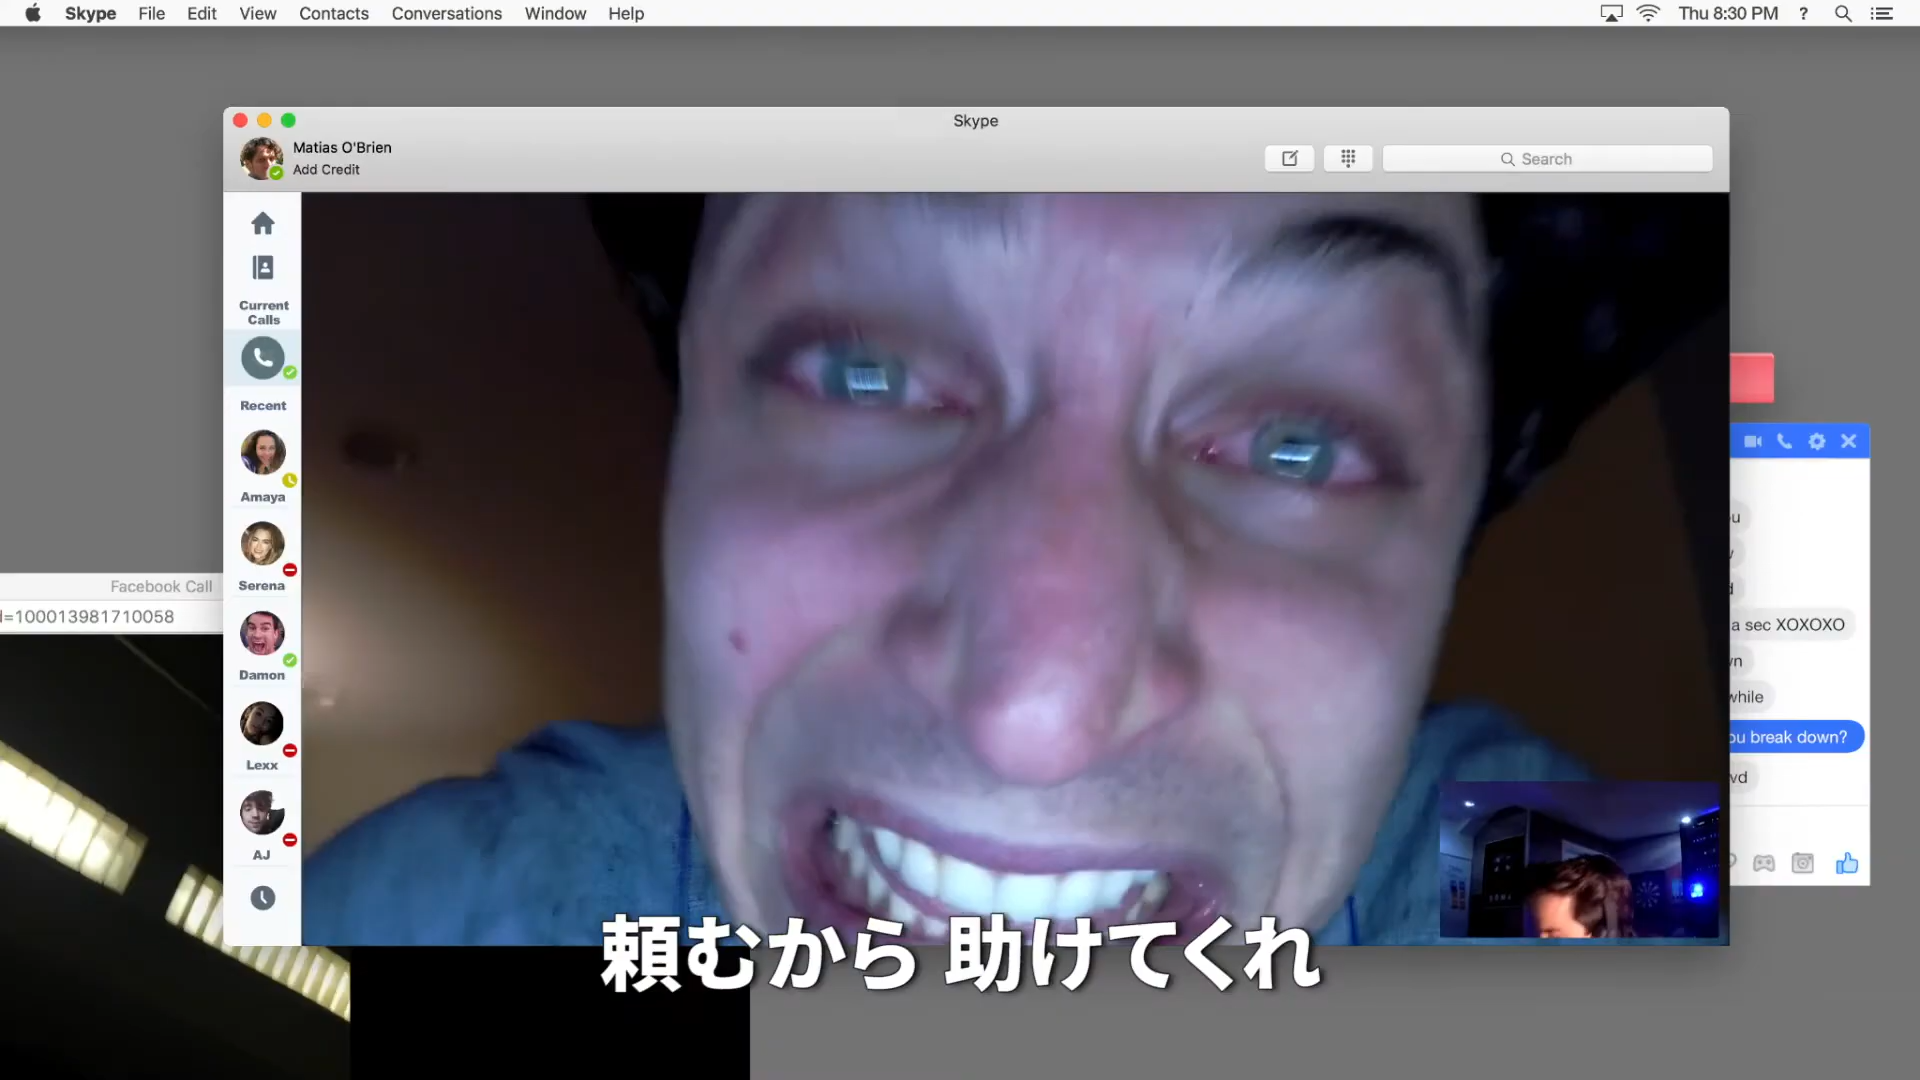 Skype File Edit View Contacts Conversations Window Help Thu 8:30 PM ?
Skype
Matias O'Brien
Add Credit
Search
Current
Calls
Recent
Amaya
Serena
Damon
Lexx
AJ
Facebook Call
d=100013981710058
a sec XOXOXO
while
ou break down?
頼むから 助けてくれ